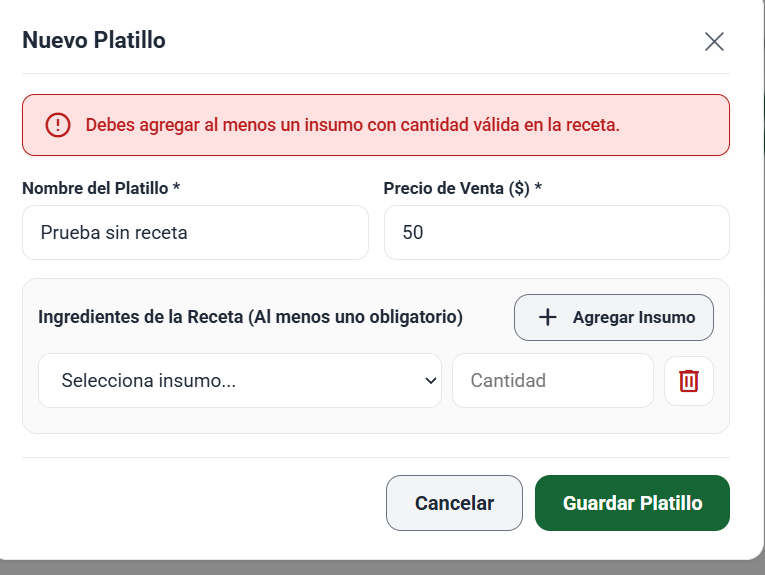 Nuevo Platillo
Debes agregar al menos un insumo con cantidad válida en la receta.
Nombre del Platillo *
Precio de Venta ($) *
Prueba sin receta
50
Ingredientes de la Receta (Al menos uno obligatorio)
Agregar Insumo
Selecciona insumo...
Cantidad
Cancelar
Guardar Platillo